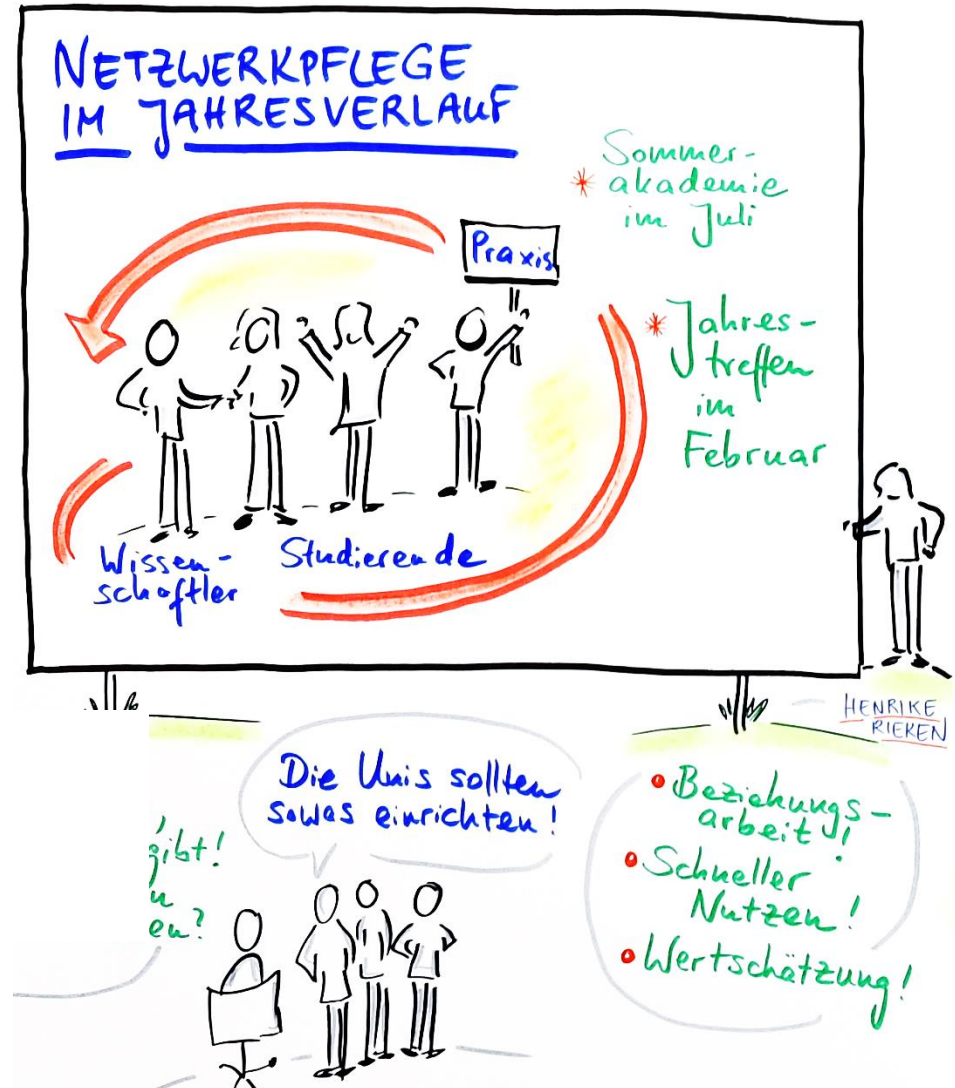 NETZWERKPFLEGE
IM JAHRESVERLAUF
Sommer-
* akademie
im Juli
Praxis
* Jahres-
treffen
im
Februar
Wissen-
schaftler
Studierende
HENRIKE
RIEKEN
Die Unis sollten
sowas einrichten!
gibt!
• Beziehungs-
arbeit!
• Schneller
Nutzen!
• Wertschätzung!